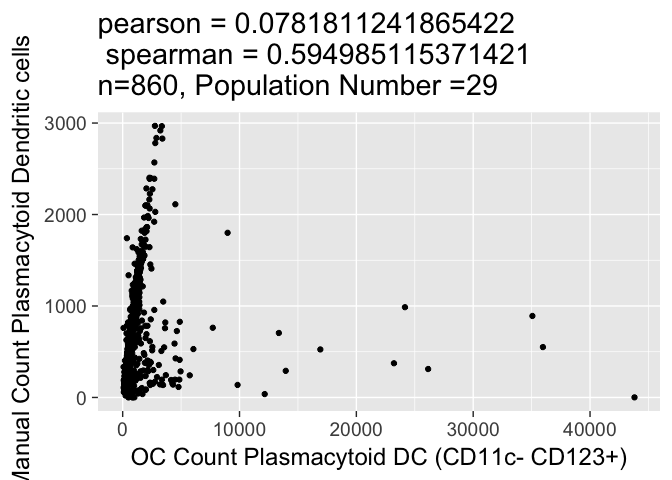 pearson = 0.0781811241865422
spearman = 0.594985115371421
n=860, Population Number =29
Manual Count Plasmacytoid Dendritic cells
3000
2000
1000
0
0 10000 20000 30000 40000
OC Count Plasmacytoid DC (CD11c- CD123+)